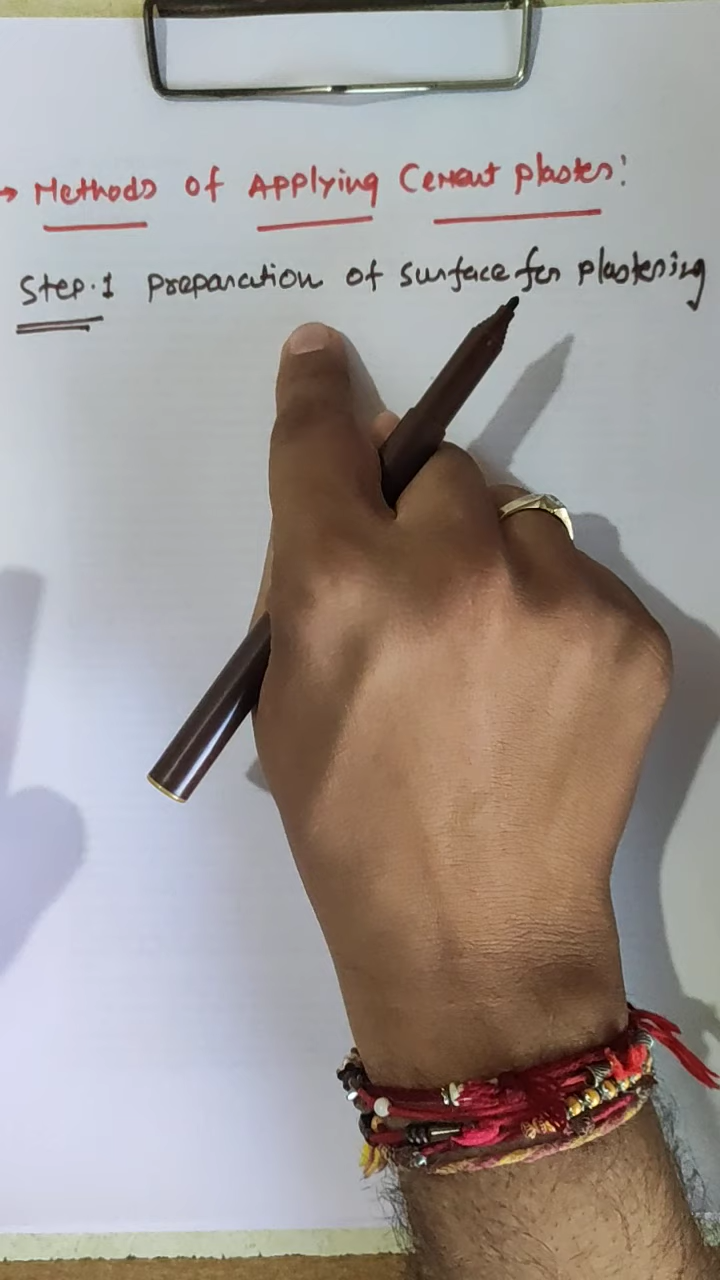 → Methods of Applying Cement plaster:
Step.1 preparation of surface for plastering